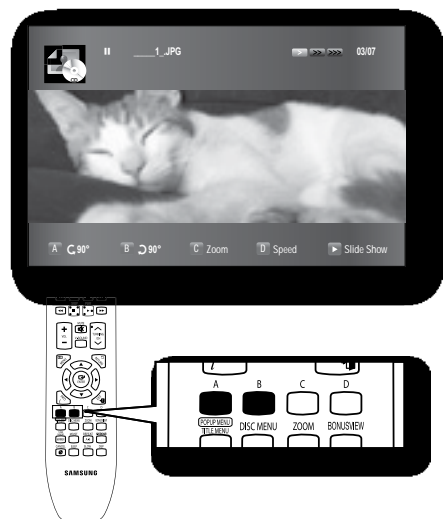 CD ____1_.JPG 03/07
A 90° B 90° C Zoom D Speed Slide Show
SAMSUNG
A B C D
POPUP MENU
TITLE MENU DISC MENU ZOOM BONUSVIEW